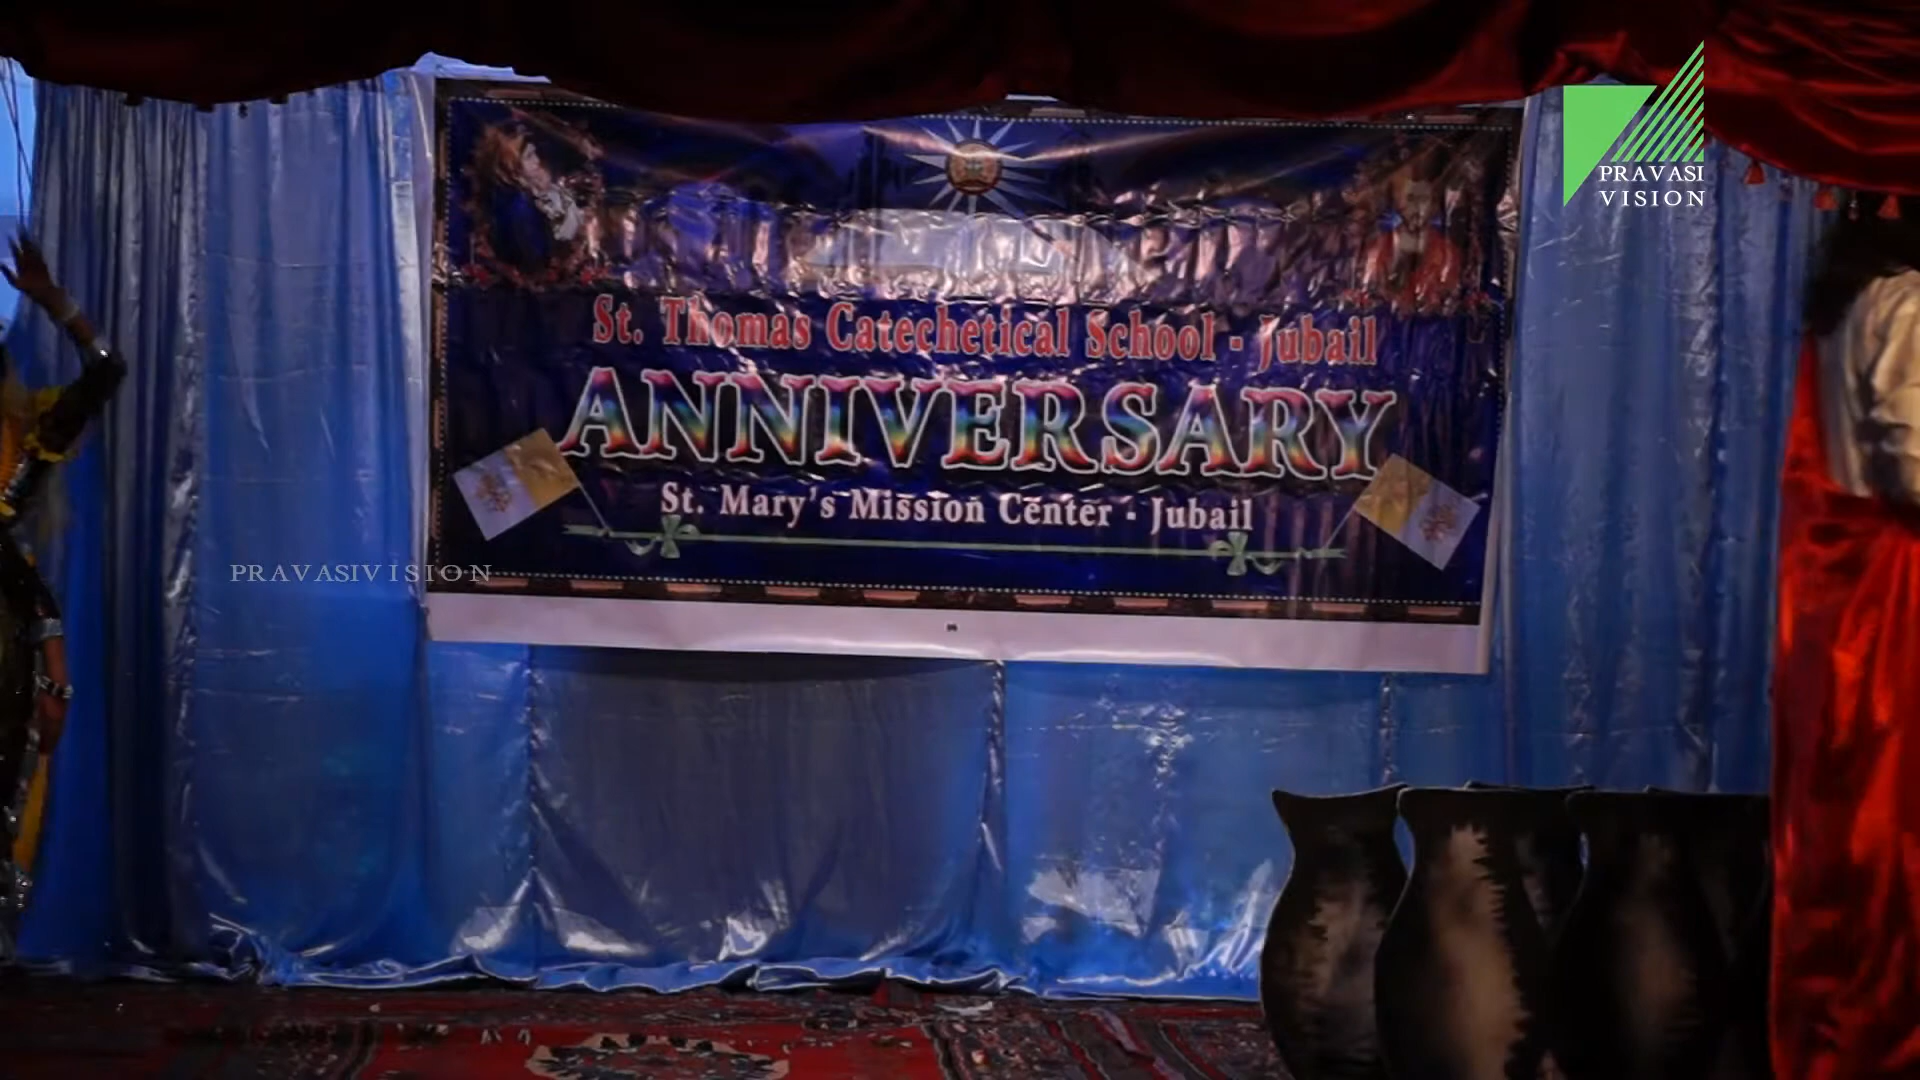 PRAVASI
VISION
St. Thomas Catechetical School - Jubail
ANNIVERSARY
St. Mary's Mission Center - Jubail
PRAVASIVISION